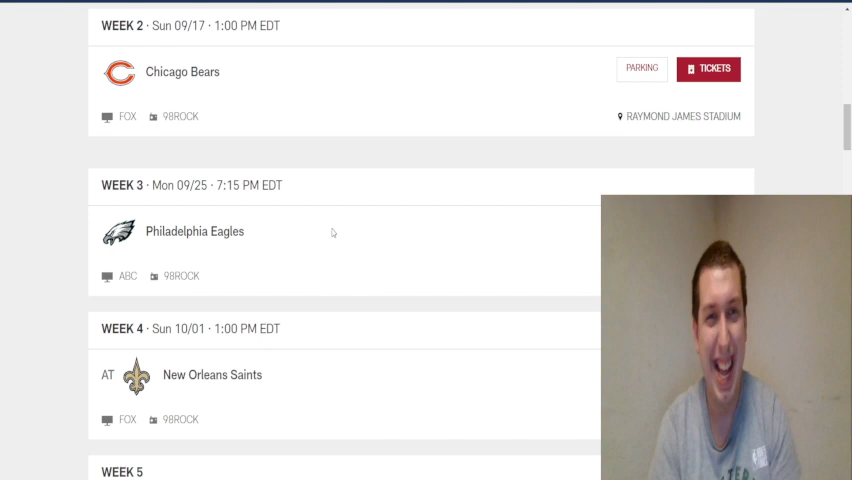 WEEK 2 · Sun 09/17 · 1:00 PM EDT
Chicago Bears
PARKING
TICKETS
FOX 98ROCK
RAYMOND JAMES STADIUM
WEEK 3 · Mon 09/25 · 7:15 PM EDT
Philadelphia Eagles
ABC 98ROCK
WEEK 4 · Sun 10/01 · 1:00 PM EDT
AT New Orleans Saints
FOX 98ROCK
WEEK 5